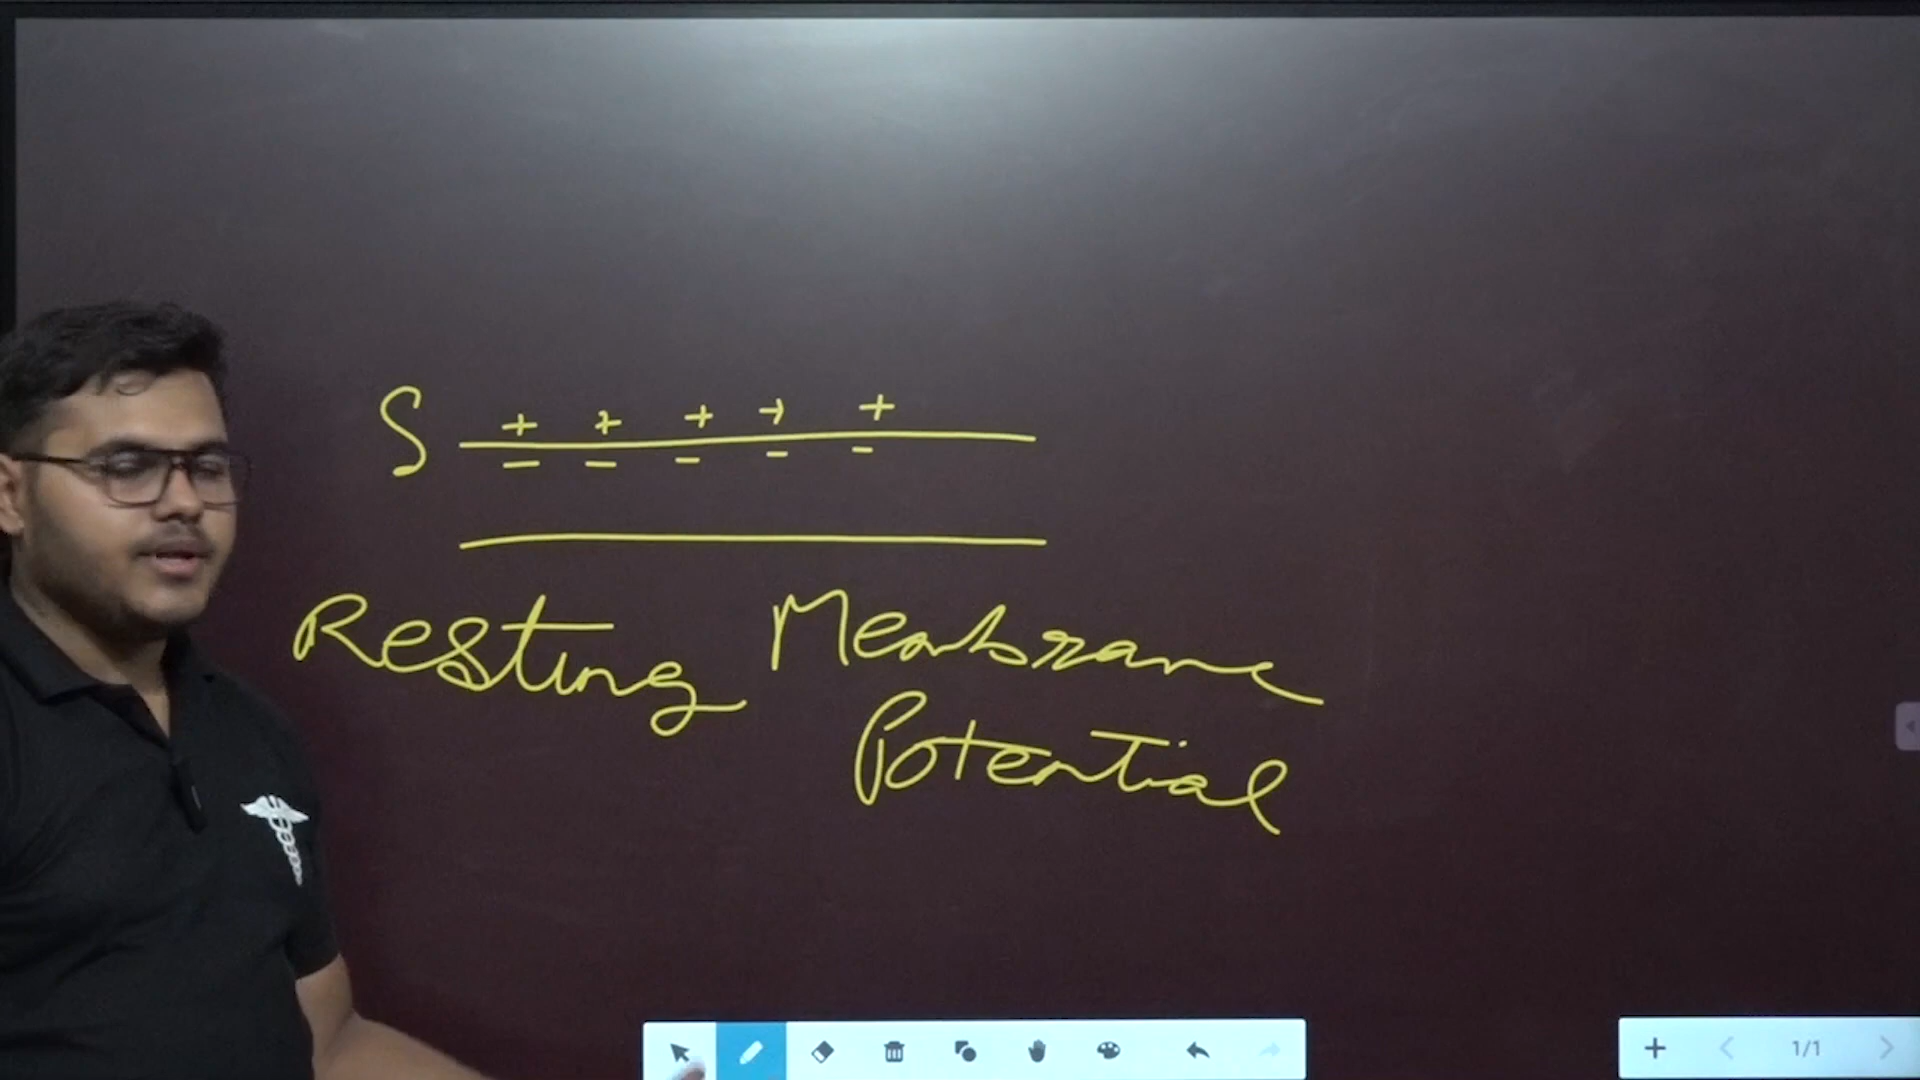 S + + + + +
- - - - -
Resting Membrane
Potential
1/1